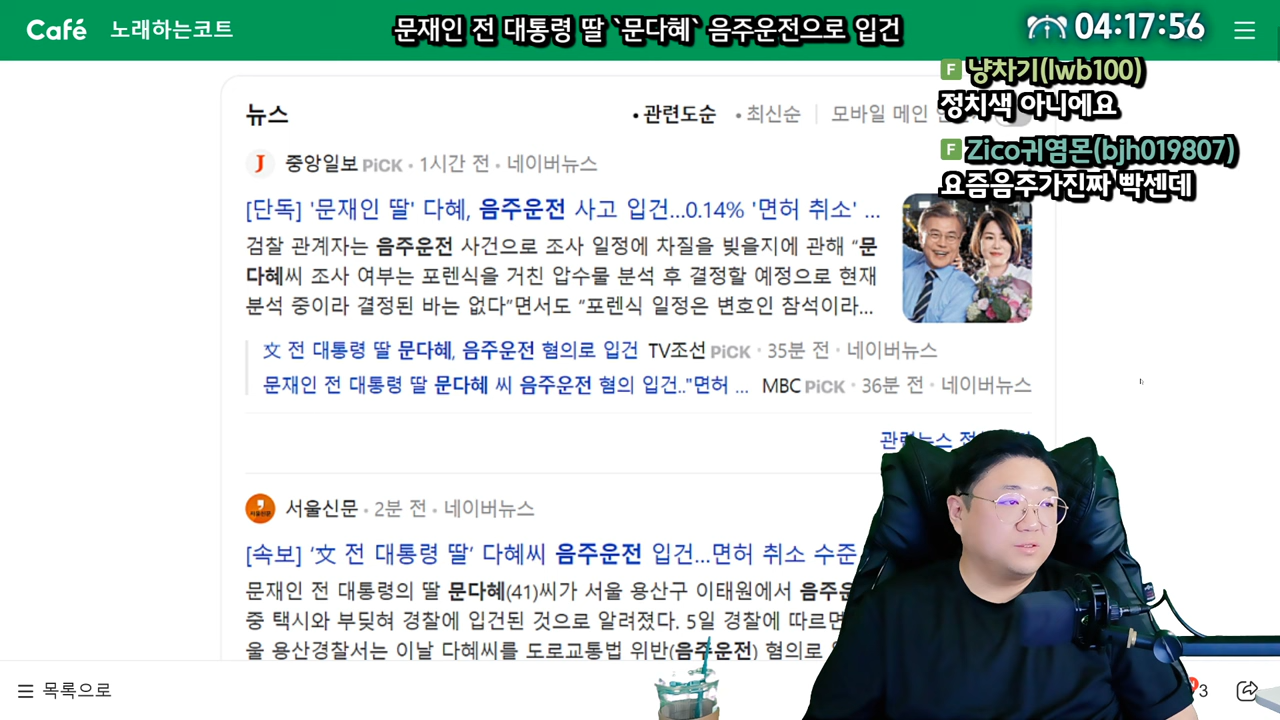 Café 노래하는코트
문재인 전 대통령 딸 `문다혜` 음주운전으로 입건
04:17:56
F 냥차기(lwb100)
정치색 아니에요
F Zico귀염몬(bjh019807)
요즘음주가진짜 빡센데
뉴스
• 관련도순 • 최신순 | 모바일 메인
J 중앙일보 PiCK · 1시간 전 · 네이버뉴스
[단독] '문재인 딸' 다혜, 음주운전 사고 입건...0.14% '면허 취소' ...
검찰 관계자는 음주운전 사건으로 조사 일정에 차질을 빚을지에 관해 “문
다혜씨 조사 여부는 포렌식을 거친 압수물 분석 후 결정할 예정으로 현재
분석 중이라 결정된 바는 없다”면서도 “포렌식 일정은 변호인 참석이라...
文 전 대통령 딸 문다혜, 음주운전 혐의로 입건 TV조선 PiCK · 35분 전 · 네이버뉴스
문재인 전 대통령 딸 문다혜 씨 음주운전 혐의 입건.."면허 ... MBC PiCK · 36분 전 · 네이버뉴스
관련뉴스
서울신문 서울신문 · 2분 전 · 네이버뉴스
[속보] ‘文 전 대통령 딸’ 다혜씨 음주운전 입건...면허 취소 수준
문재인 전 대통령의 딸 문다혜(41)씨가 서울 용산구 이태원에서
중 택시와 부딪혀 경찰에 입건된 것으로 알려졌다. 5일 경찰에 따르면
울 용산경찰서는 이날 다혜씨를 도로교통법 위반(음주운전) 혐의로
목록으로
3